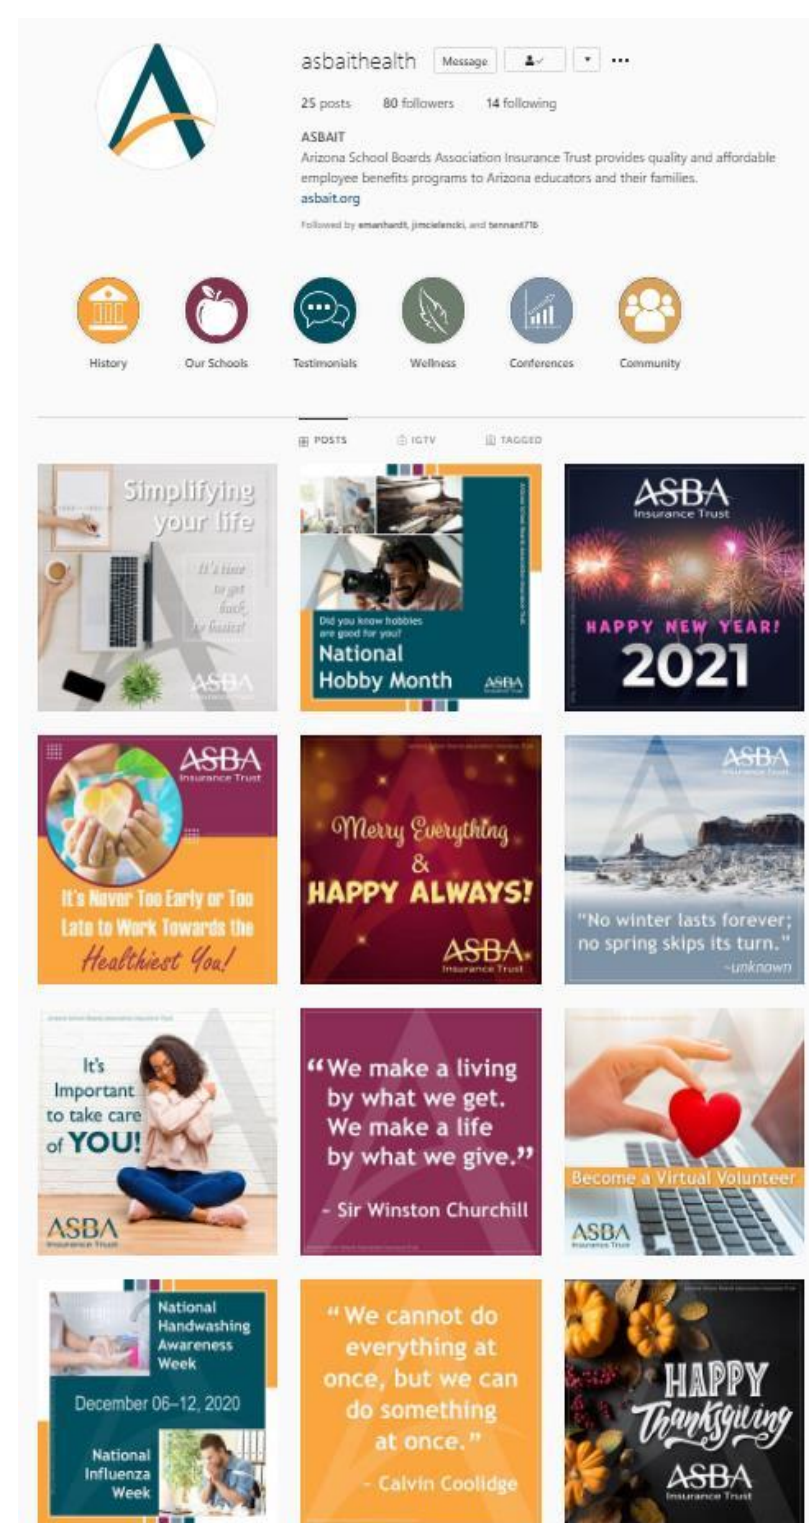 asbaithealth Message
25 posts 80 followers 14 following
ASBAIT
Arizona School Boards Association Insurance Trust provides quality and affordable
employee benefits programs to Arizona educators and their families.
asbait.org
Followed by emanhardt, jimcielencki, and tennant716
History Our Schools Testimonials Wellness Conferences Community
POSTS IGTV TAGGED
Simplifying
your life
It's time
to get
back
to basics!
ASBA
Did you know hobbies
are good for you?
National
Hobby Month
ASBA
Insurance Trust
ASBA
Insurance Trust
HAPPY NEW YEAR!
2021
ASBA
Insurance Trust
It's Never Too Early or Too
Late to Work Towards the
Healthiest You!
Merry Everything
&
HAPPY ALWAYS!
ASBA
Insurance Trust
ASBA
Insurance Trust
"No winter lasts forever;
no spring skips its turn."
~unknown
It's
Important
to take care
of YOU!
ASBA
Insurance Trust
“We make a living
by what we get.
We make a life
by what we give.”
~ Sir Winston Churchill
Become a Virtual Volunteer
ASBA
Insurance Trust
National
Handwashing
Awareness
Week
December 06–12, 2020
National
Influenza
Week
"We cannot do
everything at
once, but we can
do something
at once."
~ Calvin Coolidge
HAPPY
Thanksgiving
ASBA
Insurance Trust